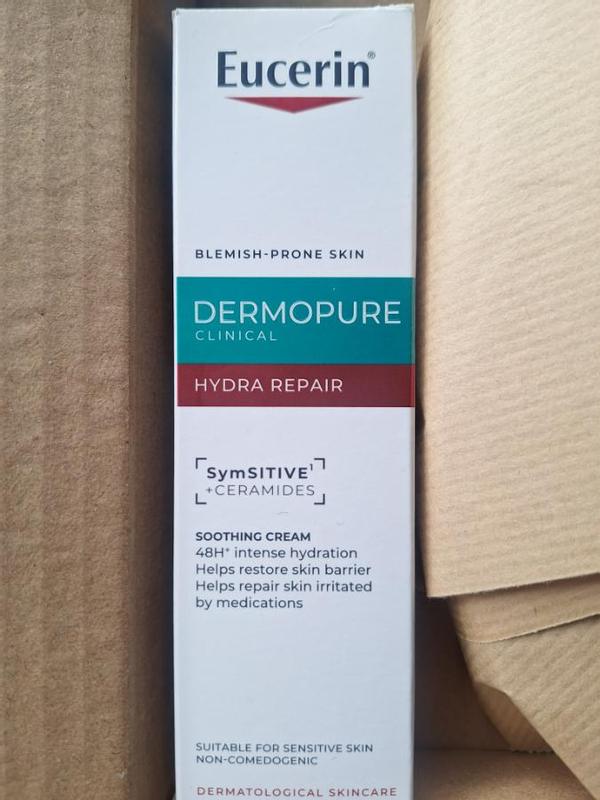 Eucerin®
BLEMISH-PRONE SKIN
DERMOPURE
CLINICAL
HYDRA REPAIR
SymSITIVE¹
+CERAMIDES
SOOTHING CREAM
48H* intense hydration
Helps restore skin barrier
Helps repair skin irritated
by medications
SUITABLE FOR SENSITIVE SKIN
NON-COMEDOGENIC
DERMATOLOGICAL SKINCARE